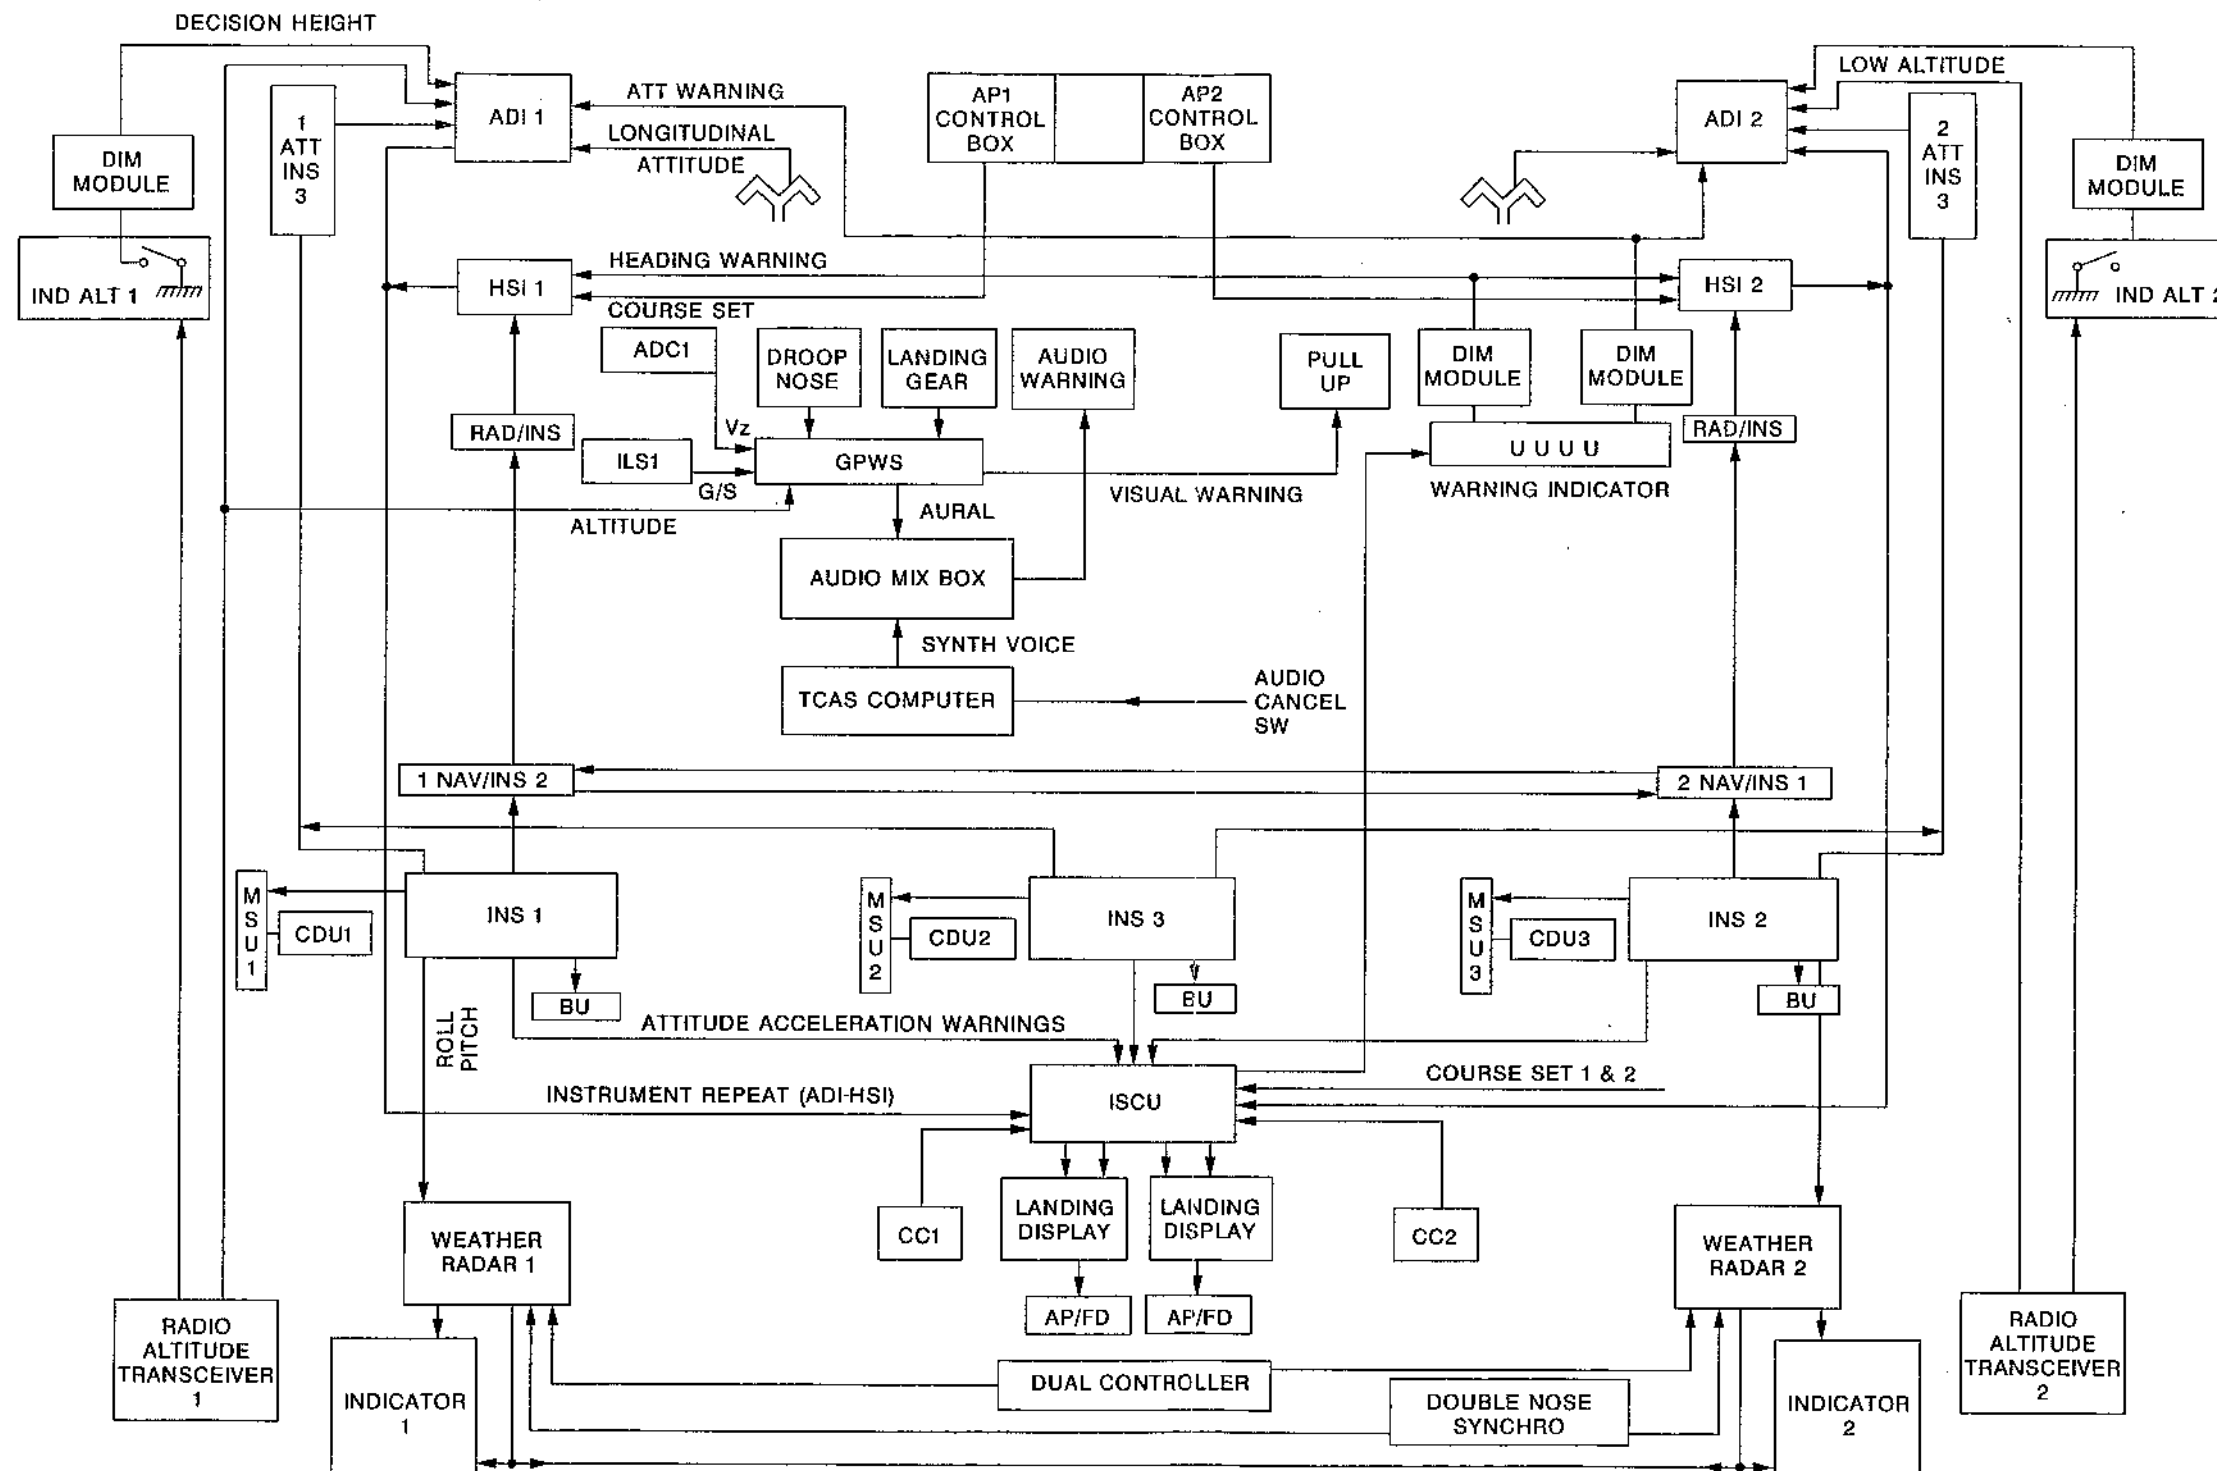 DECISION HEIGHT
LOW ALTITUDE
ADI 1
ATT WARNING
LONGITUDINAL
ATTITUDE
AP1
CONTROL
BOX
AP2
CONTROL
BOX
ADI 2
1
ATT
INS
3
2
ATT
INS
3
DIM
MODULE
DIM
MODULE
IND ALT 1
IND ALT 2
HSI 1
HEADING WARNING
COURSE SET
HSI 2
ADC1
DROOP
NOSE
LANDING
GEAR
AUDIO
WARNING
PULL
UP
DIM
MODULE
DIM
MODULE
RAD/INS
RAD/INS
Vz
ILS1
G/S
GPWS
U U U U
WARNING INDICATOR
VISUAL WARNING
ALTITUDE
AURAL
AUDIO MIX BOX
SYNTH VOICE
TCAS COMPUTER
AUDIO
CANCEL
SW
1 NAV/INS 2
2 NAV/INS 1
MSU1
CDU1
INS 1
BU
MSU2
CDU2
INS 3
BU
MSU3
CDU3
INS 2
BU
ROLL
PITCH
ATTITUDE ACCELERATION WARNINGS
INSTRUMENT REPEAT (ADI-HSI)
ISCU
COURSE SET 1 & 2
CC1
LANDING
DISPLAY
LANDING
DISPLAY
CC2
AP/FD
AP/FD
WEATHER
RADAR 1
WEATHER
RADAR 2
RADIO
ALTITUDE
TRANSCEIVER
1
RADIO
ALTITUDE
TRANSCEIVER
2
INDICATOR
1
DUAL CONTROLLER
DOUBLE NOSE
SYNCHRO
INDICATOR
2